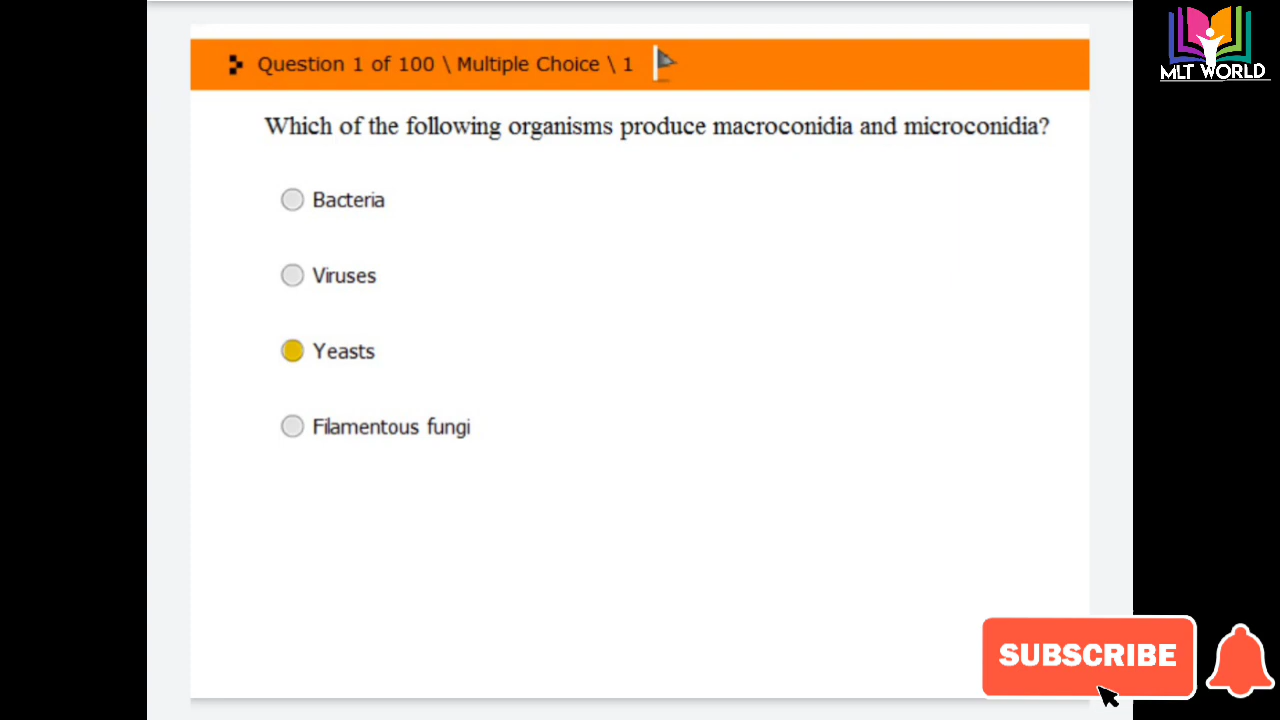 MLT WORLD
Question 1 of 100 \ Multiple Choice \ 1
Which of the following organisms produce macroconidia and microconidia?
Bacteria
Viruses
Yeasts
Filamentous fungi
SUBSCRIBE